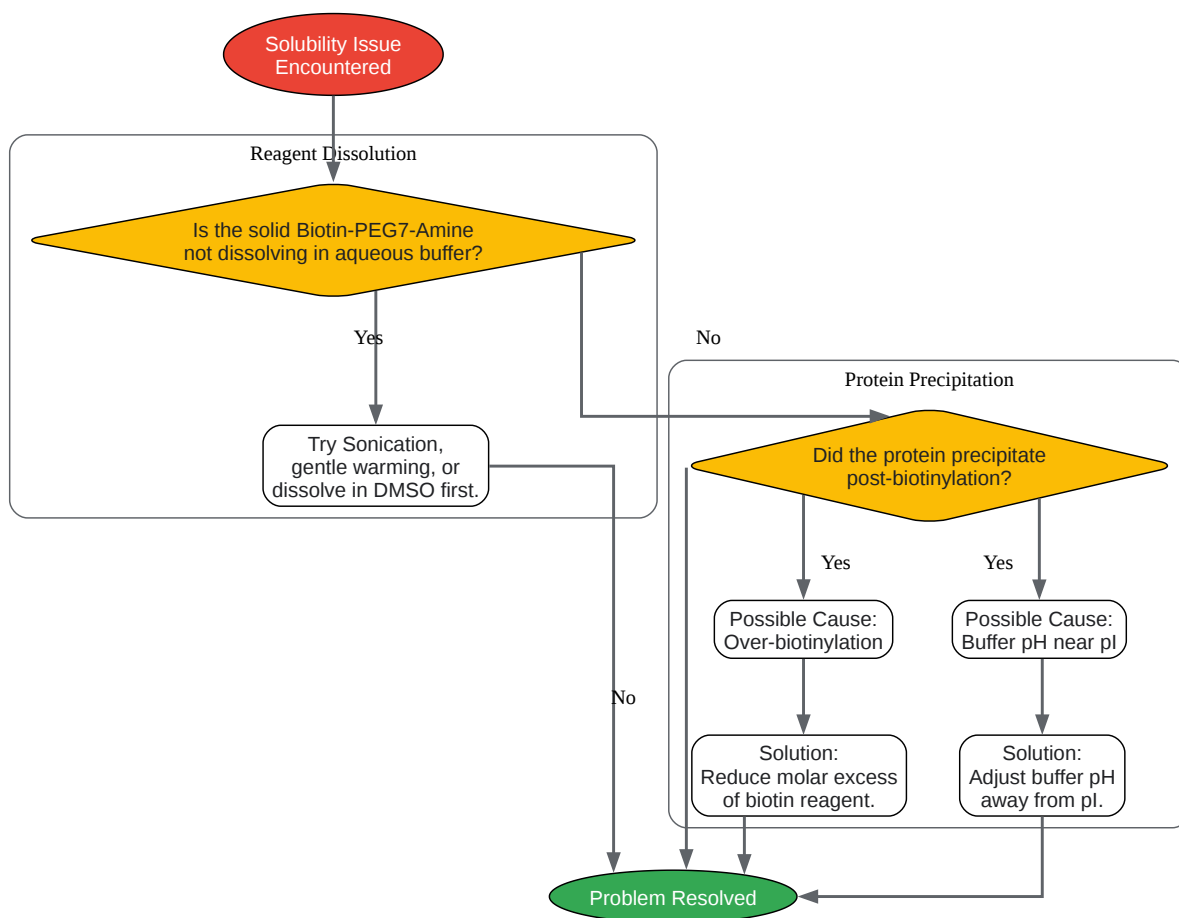 Solubility Issue
Encountered
Reagent Dissolution
Is the solid Biotin-PEG7-Amine
not dissolving in aqueous buffer?
Yes
No
Try Sonication,
gentle warming, or
dissolve in DMSO first.
Protein Precipitation
Did the protein precipitate
post-biotinylation?
Yes
Yes
Possible Cause:
Over-biotinylation
Possible Cause:
Buffer pH near pI
No
Solution:
Reduce molar excess
of biotin reagent.
Solution:
Adjust buffer pH
away from pI.
Problem Resolved